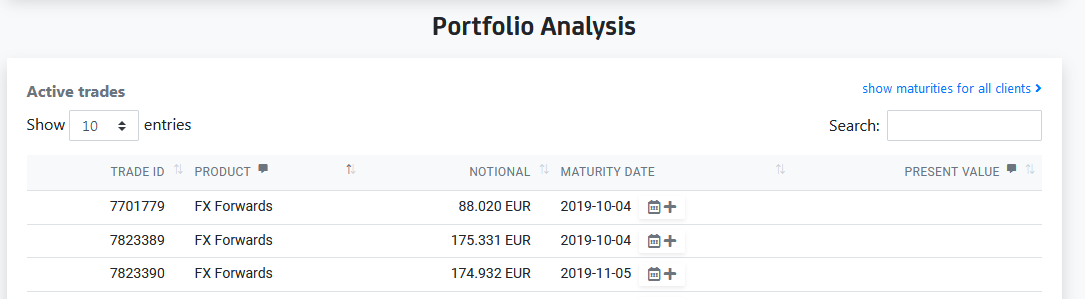 Portfolio Analysis
Active trades
show maturities for all clients
Show 10 entries
Search:
TRADE ID PRODUCT NOTIONAL MATURITY DATE PRESENT VALUE
7701779 FX Forwards 88.020 EUR 2019-10-04
7823389 FX Forwards 175.331 EUR 2019-10-04
7823390 FX Forwards 174.932 EUR 2019-11-05